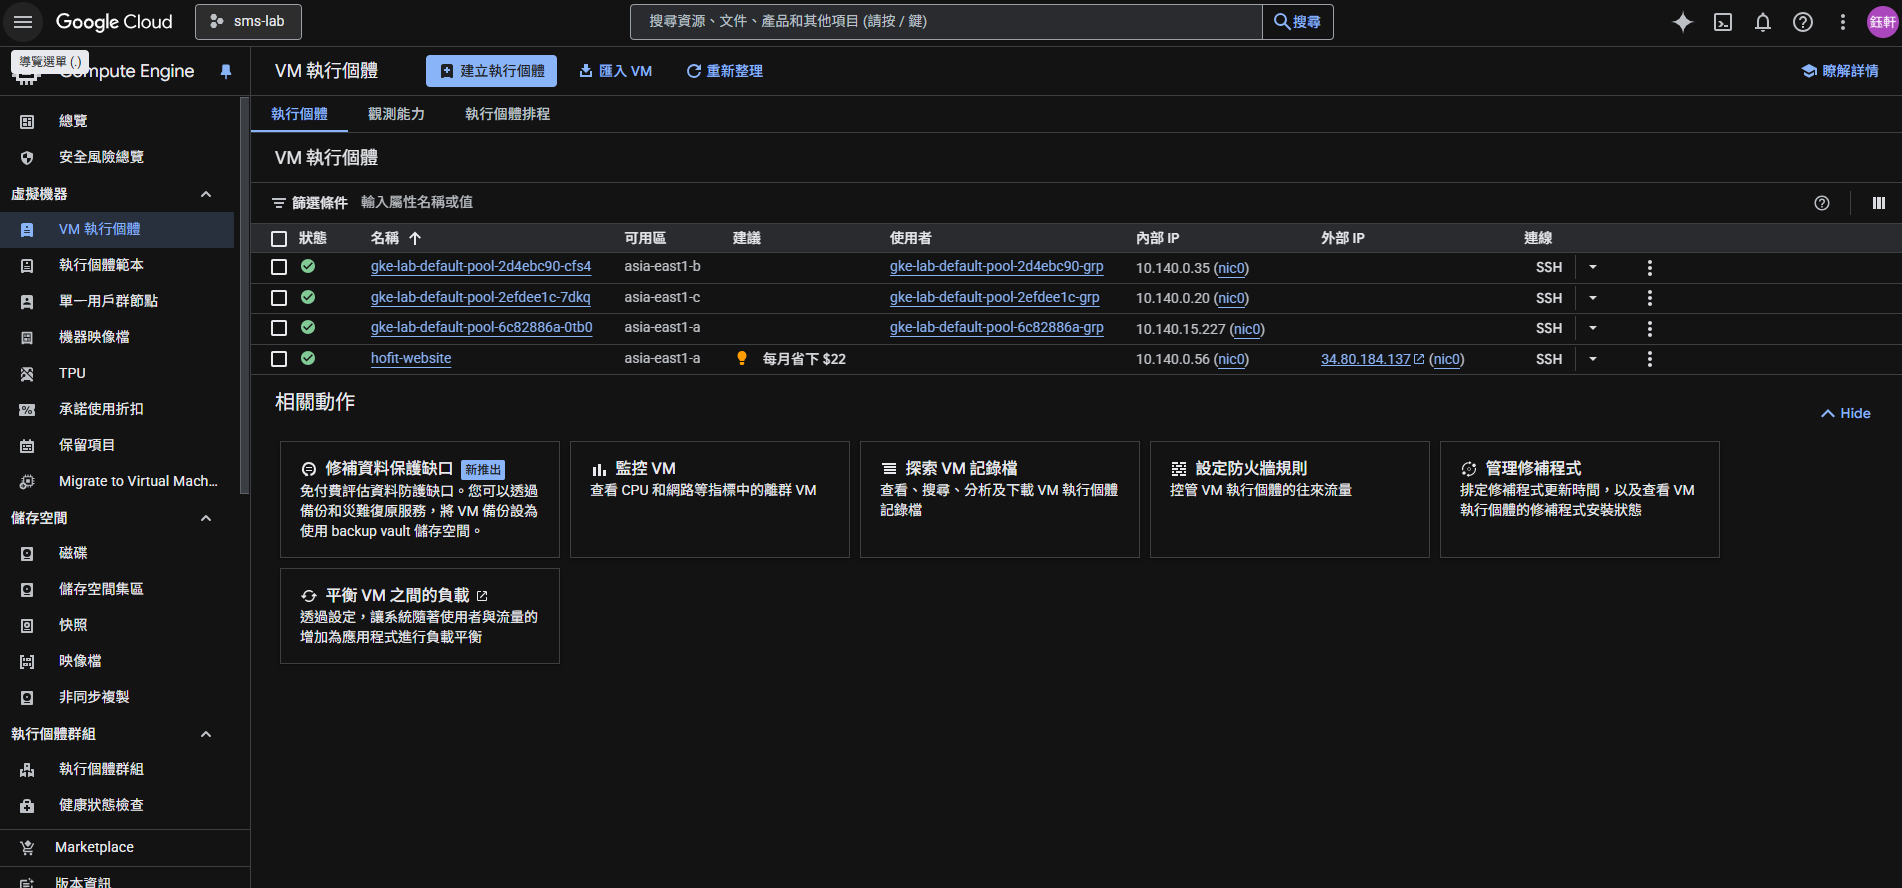 Google Cloud
sms-lab
搜尋資源、文件、產品和其他項目 (請按 / 鍵)
搜尋
鈺軒
導覽選單 (.)
Compute Engine
VM 執行個體
建立執行個體
匯入 VM
重新整理
瞭解詳情
總覽
安全風險總覽
虛擬機器
VM 執行個體
執行個體範本
單一用戶群節點
機器映像檔
TPU
承諾使用折扣
保留項目
Migrate to Virtual Mach...
儲存空間
磁碟
儲存空間集區
快照
映像檔
非同步複製
執行個體群組
執行個體群組
健康狀態檢查
Marketplace
版本資訊
執行個體
觀測能力
執行個體排程
VM 執行個體
篩選條件 輸入屬性名稱或值
狀態 名稱 可用區 建議 使用者 內部 IP 外部 IP 連線
gke-lab-default-pool-2d4ebc90-cfs4 asia-east1-b gke-lab-default-pool-2d4ebc90-grp 10.140.0.35 (nic0) SSH
gke-lab-default-pool-2efdee1c-7dkq asia-east1-c gke-lab-default-pool-2efdee1c-grp 10.140.0.20 (nic0) SSH
gke-lab-default-pool-6c82886a-0tb0 asia-east1-a gke-lab-default-pool-6c82886a-grp 10.140.15.227 (nic0) SSH
hofit-website asia-east1-a 每月省下 $22 10.140.0.56 (nic0) 34.80.184.137 (nic0) SSH
相關動作
Hide
修補資料保護缺口 新推出
免付費評估資料防護缺口。您可以透過
備份和災難復原服務，將 VM 備份設為
使用 backup vault 儲存空間。
監控 VM
查看 CPU 和網路等指標中的離群 VM
探索 VM 記錄檔
查看、搜尋、分析及下載 VM 執行個體
記錄檔
設定防火牆規則
控管 VM 執行個體的往來流量
管理修補程式
排定修補程式更新時間，以及查看 VM
執行個體的修補程式安裝狀態
平衡 VM 之間的負載
透過設定，讓系統隨著使用者與流量的
增加為應用程式進行負載平衡